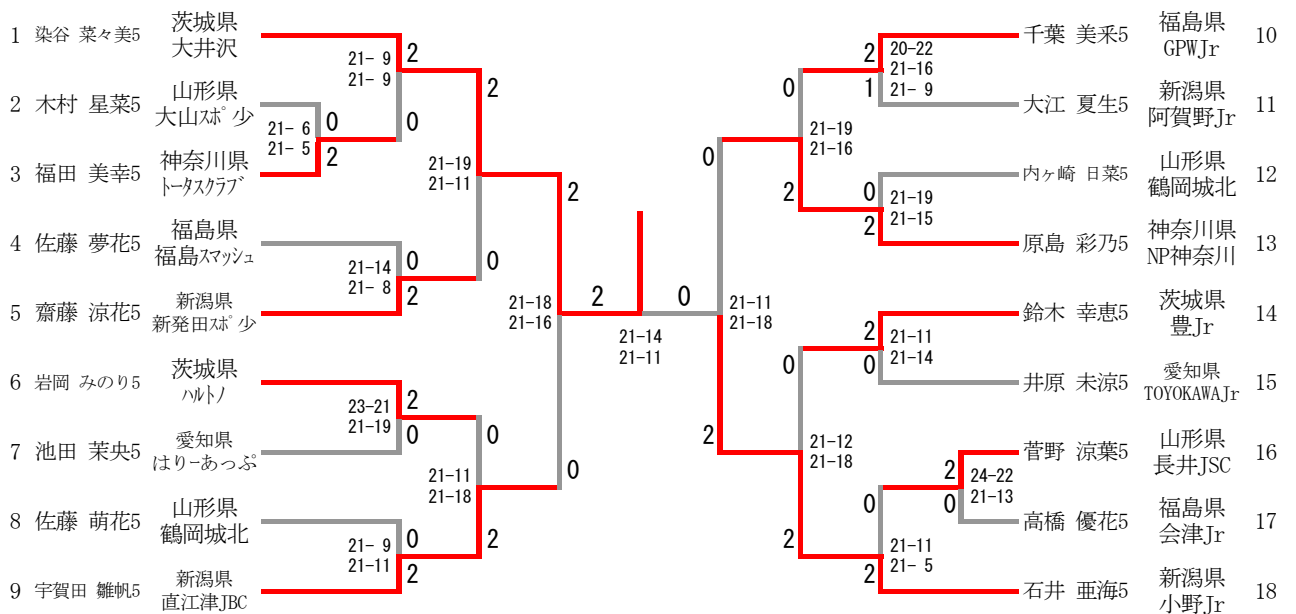 1 染谷 菜々美5 茨城県
大井沢
2 木村 星菜5 山形県
大山ｽﾎﾟ少
3 福田 美幸5 神奈川県
ﾄｰﾀｽｸﾗﾌﾞ
4 佐藤 夢花5 福島県
福島ｽﾏｯｼｭ
5 齋藤 涼花5 新潟県
新発田ｽﾎﾟ少
6 岩岡 みのり5 茨城県
ﾊﾙﾄﾉ
7 池田 茉央5 愛知県
はりーあっぷ
8 佐藤 萌花5 山形県
鶴岡城北
9 宇賀田 雛帆5 新潟県
直江津JBC
21- 6
21- 5
0
2
21- 9
21- 9
2
0
21-14
21- 8
0
2
23-21
21-19
2
0
21- 9
21-11
0
2
21-19
21-11
2
0
21-11
21-18
0
2
21-18
21-16
2
0
2
0
21-14
21-11
21-11
21-18
0
2
21-19
21-16
0
2
21-12
21-18
0
2
20-22
21-16
21- 9
2
1
21-19
21-15
0
2
21-11
21-14
2
0
24-22
21-13
2
0
21-11
21- 5
0
2
千葉 美釆5 福島県
GPWJr
10
大江 夏生5 新潟県
阿賀野Jr
11
内ヶ崎 日菜5 山形県
鶴岡城北
12
原島 彩乃5 神奈川県
NP神奈川
13
鈴木 幸恵5 茨城県
豊Jr
14
井原 未涼5 愛知県
TOYOKAWAJr
15
菅野 涼葉5 山形県
長井JSC
16
高橋 優花5 福島県
会津Jr
17
石井 亜海5 新潟県
小野Jr
18